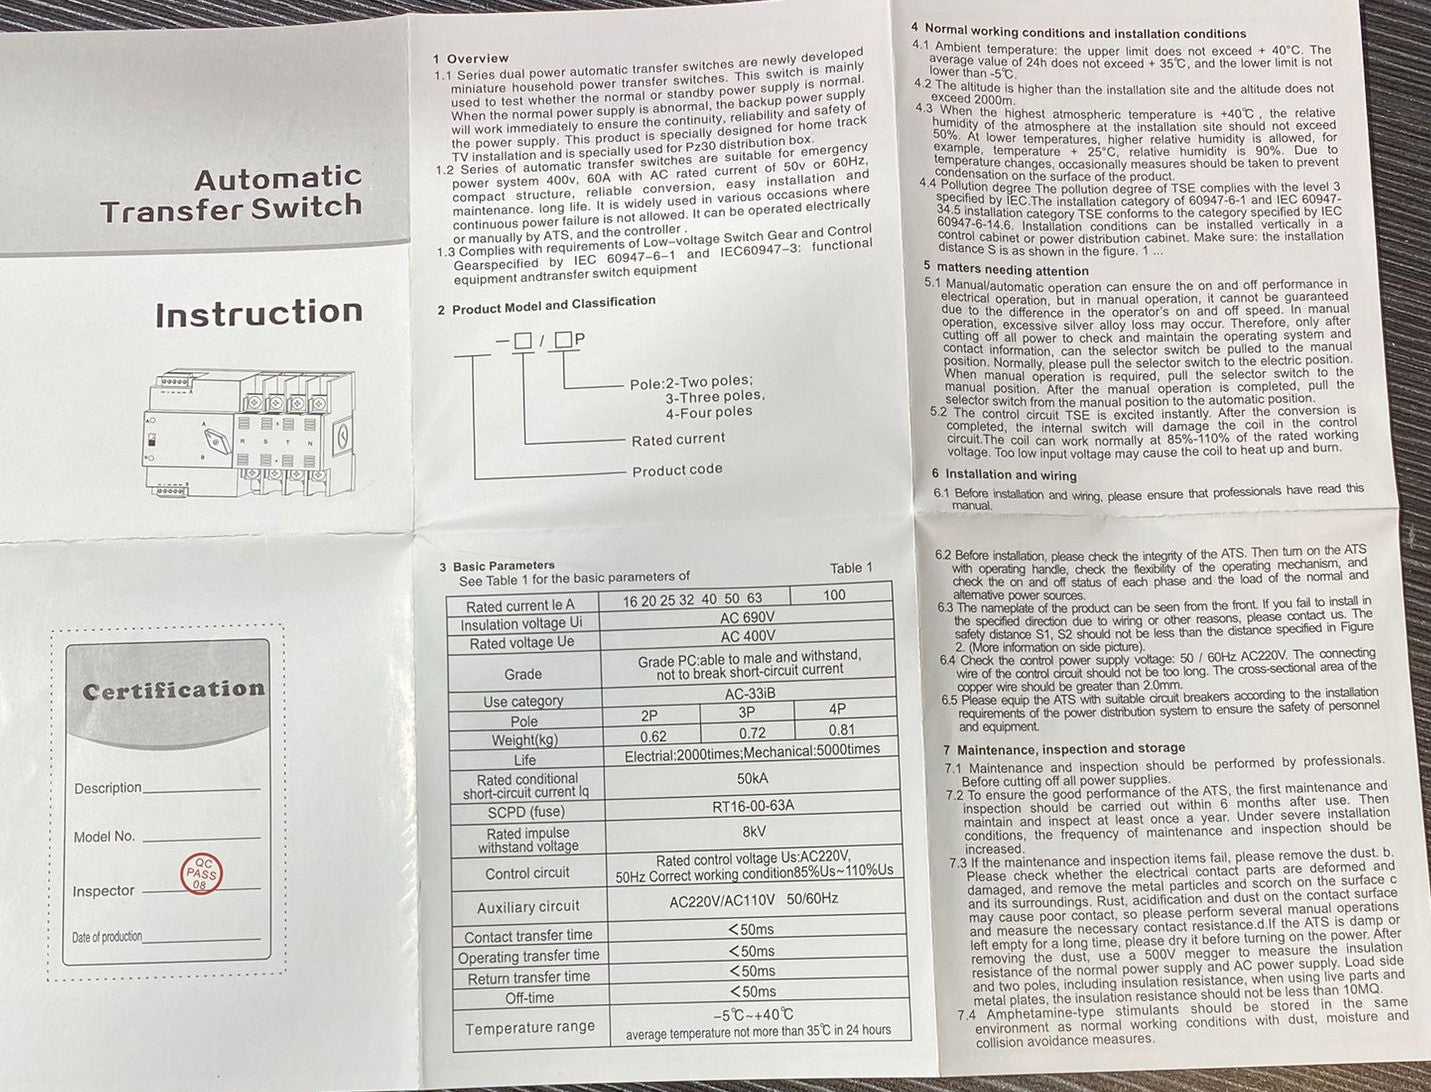 Automatic
Transfer Switch
Instruction
A
A
R S T N
B
B
Certification
Description
Model No.
Inspector
QC
PASS
08
Date of production
1 Overview
1.1 Series dual power automatic transfer switches are newly developed
miniature household power transfer switches. This switch is mainly
used to test whether the normal or standby power supply is normal.
When the normal power supply is abnormal, the backup power supply
will work immediately to ensure the continuity, reliability and safety of
the power supply. This product is specially designed for home track
TV installation and is specially used for Pz30 distribution box.
1.2 Series of automatic transfer switches are suitable for emergency
power system 400v, 60A with AC rated current of 50v or 60Hz,
compact structure, reliable conversion, easy installation and
maintenance. long life. It is widely used in various occasions where
continuous power failure is not allowed. It can be operated electrically
or manually by ATS, and the controller .
1.3 Complies with requirements of Low-voltage Switch Gear and Control
Gearspecified by IEC 60947-6-1 and IEC60947-3: functional
equipment andtransfer switch equipment
2 Product Model and Classification
-□ / □P
Pole:2-Two poles;
3-Three poles,
4-Four poles
Rated current
Product code
3 Basic Parameters
See Table 1 for the basic parameters of
Table 1
Rated current Ie A 16 20 25 32 40 50 63 100
Insulation voltage Ui AC 690V
Rated voltage Ue AC 400V
Grade Grade PC:able to male and withstand,
not to break short-circuit current
Use category AC-33iB
Pole 2P 3P 4P
Weight(kg) 0.62 0.72 0.81
Life Electrial:2000times;Mechanical:5000times
Rated conditional
short-circuit current Iq 50kA
SCPD (fuse) RT16-00-63A
Rated impulse
withstand voltage 8kV
Control circuit Rated control voltage Us:AC220V,
50Hz Correct working condition85%Us~110%Us
Auxiliary circuit AC220V/AC110V 50/60Hz
Contact transfer time <50ms
Operating transfer time <50ms
Return transfer time <50ms
Off-time <50ms
Temperature range -5℃~+40℃
average temperature not more than 35℃ in 24 hours
4 Normal working conditions and installation conditions
4.1 Ambient temperature: the upper limit does not exceed + 40°C. The
average value of 24h does not exceed + 35℃, and the lower limit is not
lower than -5℃.
4.2 The altitude is higher than the installation site and the altitude does not
exceed 2000m.
4.3 When the highest atmospheric temperature is +40℃ , the relative
humidity of the atmosphere at the installation site should not exceed
50%. At lower temperatures, higher relative humidity is allowed, for
example, temperature + 25°C, relative humidity is 90%. Due to
temperature changes, occasionally measures should be taken to prevent
condensation on the surface of the product.
4.4 Pollution degree The pollution degree of TSE complies with the level 3
specified by IEC.The installation category of 60947-6-1 and IEC 60947-
34.5 installation category TSE conforms to the category specified by IEC
60947-6-14.6. Installation conditions can be installed vertically in a
control cabinet or power distribution cabinet. Make sure: the installation
distance S is as shown in the figure. 1 ...
5 matters needing attention
5.1 Manual/automatic operation can ensure the on and off performance in
electrical operation, but in manual operation, it cannot be guaranteed
due to the difference in the operator's on and off speed. In manual
operation, excessive silver alloy loss may occur. Therefore, only after
cutting off all power to check and maintain the operating system and
contact information, can the selector switch be pulled to the manual
position. Normally, please pull the selector switch to the electric position.
When manual operation is required, pull the selector switch to the
manual position. After the manual operation is completed, pull the
selector switch from the manual position to the automatic position.
5.2 The control circuit TSE is excited instantly. After the conversion is
completed, the internal switch will damage the coil in the control
circuit.The coil can work normally at 85%-110% of the rated working
voltage. Too low input voltage may cause the coil to heat up and burn.
6 Installation and wiring
6.1 Before installation and wiring, please ensure that professionals have read this
manual.
6.2 Before installation, please check the integrity of the ATS. Then turn on the ATS
with operating handle, check the flexibility of the operating mechanism, and
check the on and off status of each phase and the load of the normal and
alternative power sources.
6.3 The nameplate of the product can be seen from the front. If you fail to install in
the specified direction due to wiring or other reasons, please contact us. The
safety distance S1, S2 should not be less than the distance specified in Figure
2. (More information on side picture).
6.4 Check the control power supply voltage: 50 / 60Hz AC220V. The connecting
wire of the control circuit should not be too long. The cross-sectional area of the
copper wire should be greater than 2.0mm.
6.5 Please equip the ATS with suitable circuit breakers according to the installation
requirements of the power distribution system to ensure the safety of personnel
and equipment.
7 Maintenance, inspection and storage
7.1 Maintenance and inspection should be performed by professionals.
Before cutting off all power supplies.
7.2 To ensure the good performance of the ATS, the first maintenance and
inspection should be carried out within 6 months after use. Then
maintain and inspect at least once a year. Under severe installation
conditions, the frequency of maintenance and inspection should be
increased.
7.3 If the maintenance and inspection items fail, please remove the dust. b.
Please check whether the electrical contact parts are deformed and
damaged, and remove the metal particles and scorch on the surface c
and its surroundings. Rust, acidification and dust on the contact surface
may cause poor contact, so please perform several manual operations
and measure the necessary contact resistance.d.If the ATS is damp or
left empty for a long time, please dry it before turning on the power. After
removing the dust, use a 500V megger to measure the insulation
resistance of the normal power supply and AC power supply. Load side
and two poles, including insulation resistance, when using live parts and
metal plates, the insulation resistance should not be less than 10MQ.
7.4 Amphetamine-type stimulants should be stored in the same
environment as normal working conditions with dust, moisture and
collision avoidance measures.